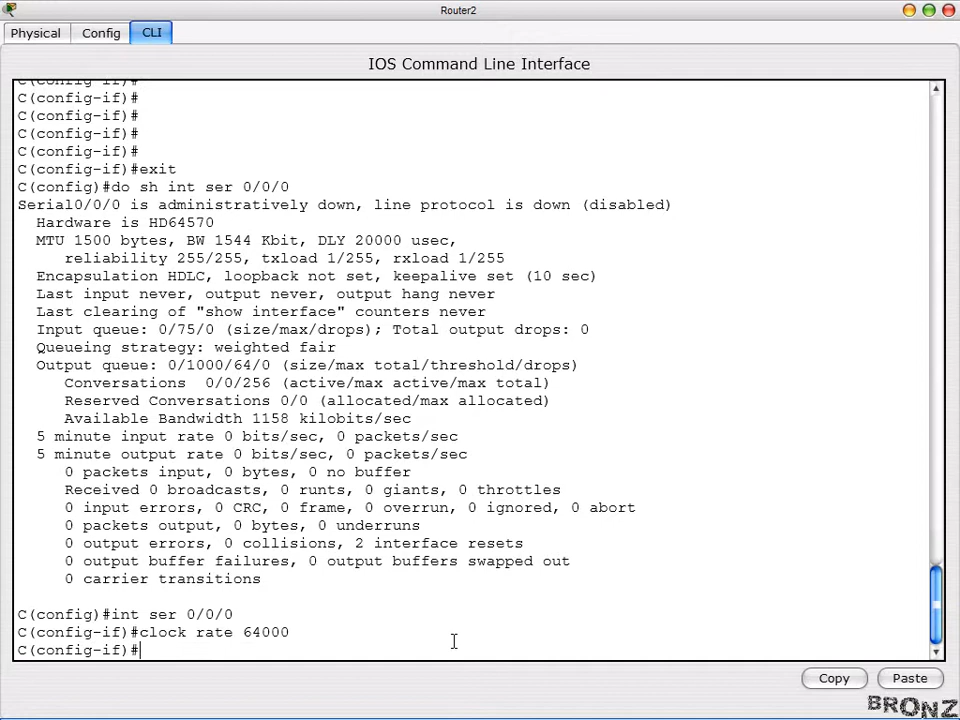 Router2
Physical
Config
CLI
IOS Command Line Interface
C(config-if)#
C(config-if)#
C(config-if)#
C(config-if)#
C(config-if)#
C(config-if)#exit
C(config)#do sh int ser 0/0/0
Serial0/0/0 is administratively down, line protocol is down (disabled)
Hardware is HD64570
MTU 1500 bytes, BW 1544 Kbit, DLY 20000 usec,
reliability 255/255, txload 1/255, rxload 1/255
Encapsulation HDLC, loopback not set, keepalive set (10 sec)
Last input never, output never, output hang never
Last clearing of "show interface" counters never
Input queue: 0/75/0 (size/max/drops); Total output drops: 0
Queueing strategy: weighted fair
Output queue: 0/1000/64/0 (size/max total/threshold/drops)
Conversations  0/0/256 (active/max active/max total)
Reserved Conversations 0/0 (allocated/max allocated)
Available Bandwidth 1158 kilobits/sec
5 minute input rate 0 bits/sec, 0 packets/sec
5 minute output rate 0 bits/sec, 0 packets/sec
0 packets input, 0 bytes, 0 no buffer
Received 0 broadcasts, 0 runts, 0 giants, 0 throttles
0 input errors, 0 CRC, 0 frame, 0 overrun, 0 ignored, 0 abort
0 packets output, 0 bytes, 0 underruns
0 output errors, 0 collisions, 2 interface resets
0 output buffer failures, 0 output buffers swapped out
0 carrier transitions
C(config)#int ser 0/0/0
C(config-if)#clock rate 64000
C(config-if)#
Copy
Paste
BRONZ